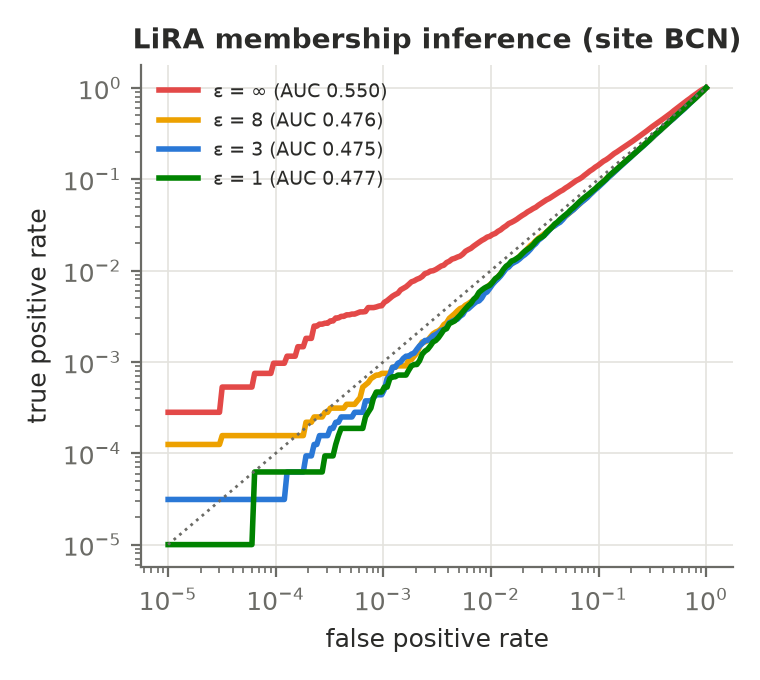 LiRA membership inference (site BCN)
ε = ∞ (AUC 0.550)
ε = 8 (AUC 0.476)
ε = 3 (AUC 0.475)
ε = 1 (AUC 0.477)
true positive rate
10⁰
10⁻¹
10⁻²
10⁻³
10⁻⁴
10⁻⁵
10⁻⁵ 10⁻⁴ 10⁻³ 10⁻² 10⁻¹ 10⁰
false positive rate